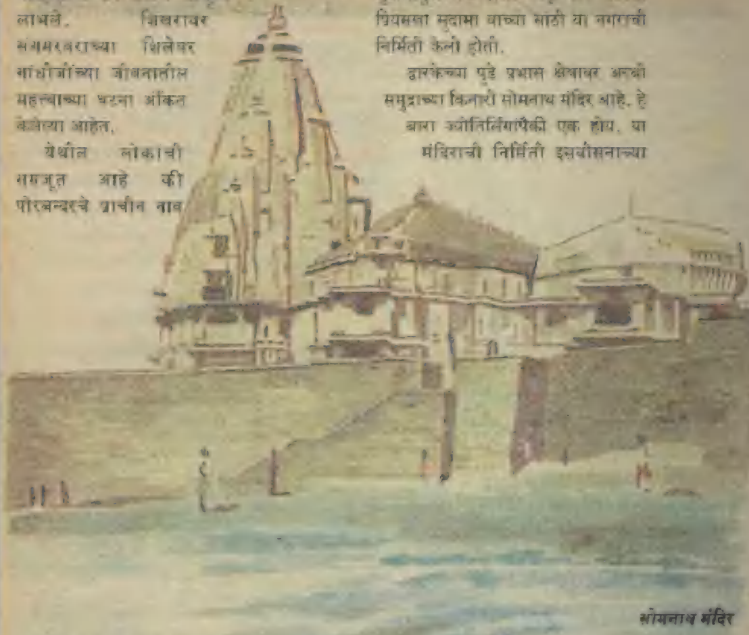 लाभले. शिखरावर
संगमरवराच्या शिलेवर
गांधीजींच्या जीवनातील
महत्त्वाच्या घटना अंकित
केलेल्या आहेत.
येथील लोकांची
समजूत आहे की
पोरबन्दरचे प्राचीन नाव
प्रियसखा सुदामा याच्या साठी या नगराची
निर्मिती केली होती.
द्वारकेच्या पुढे प्रभास क्षेत्रावर अरबी
समुद्राच्या किनारी सोमनाथ मंदिर आहे. हे
बारा ज्योतिर्लिंगापैकी एक होय. या
मंदिराची निर्मिती इसवीसनाच्या
सोमनाथ मंदिर